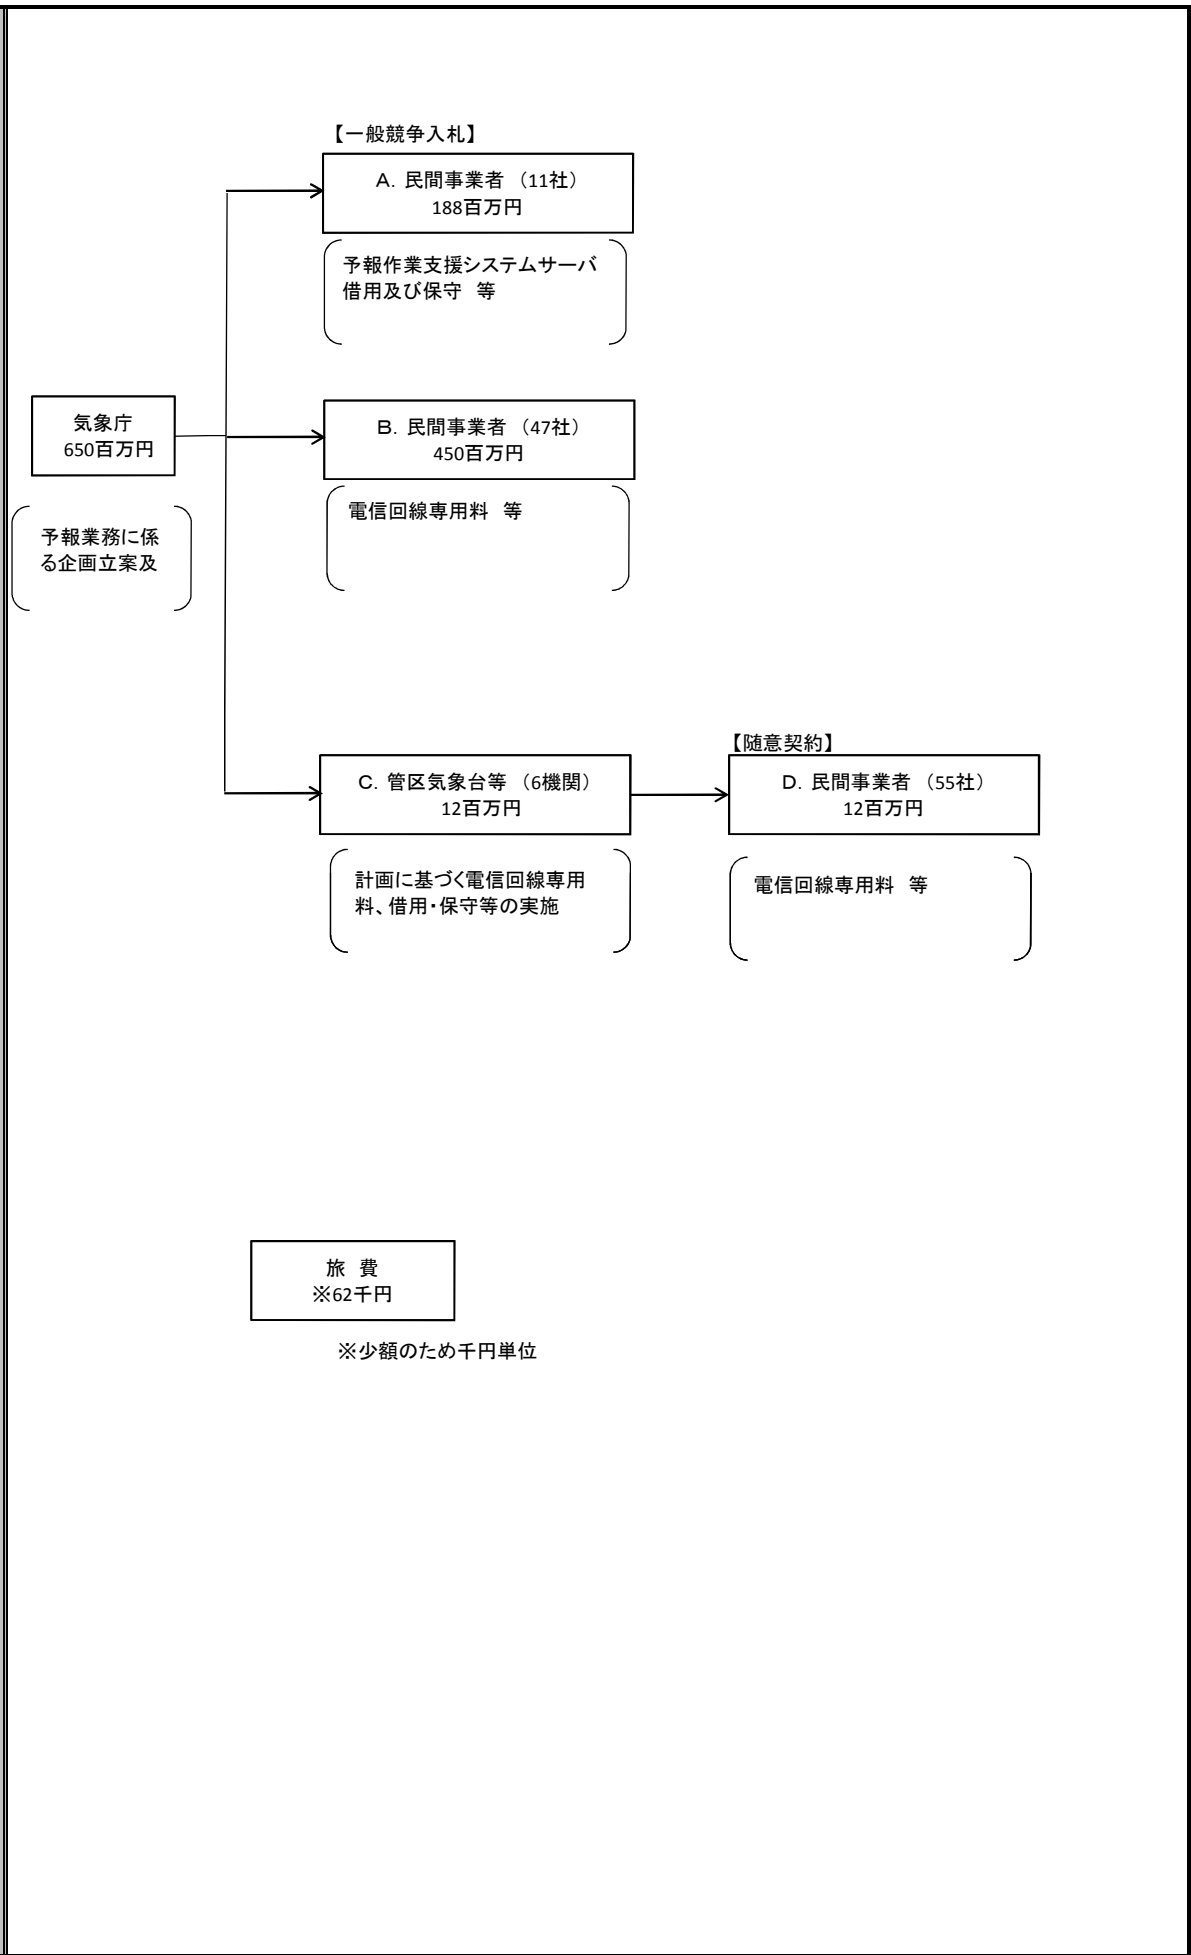 【一般競争入札】
A. 民間事業者 （11社）
188百万円
予報作業支援システムサーバ
借用及び保守 等
気象庁
650百万円
予報業務に係
る企画立案及
B. 民間事業者 （47社）
450百万円
電信回線専用料 等
C. 管区気象台等 （6機関）
12百万円
計画に基づく電信回線専用
料、借用・保守等の実施
【随意契約】
D. 民間事業者 （55社）
12百万円
電信回線専用料 等
旅 費
※62千円
※少額のため千円単位